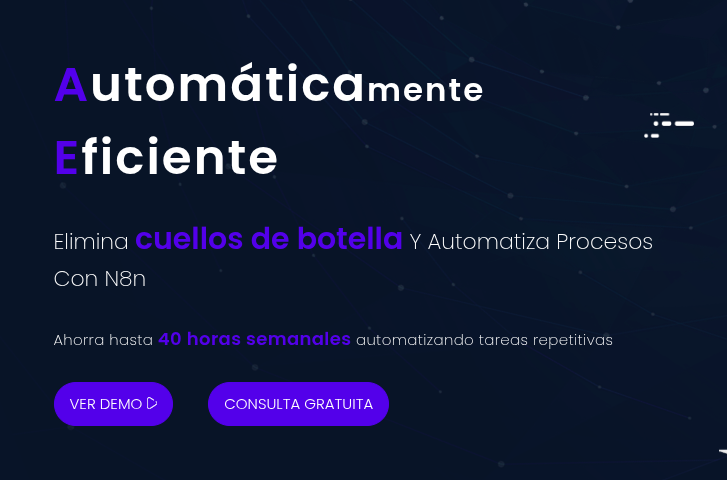 Automáticamente
Eficiente
Elimina cuellos de botella Y Automatiza Procesos
Con N8n
Ahorra hasta 40 horas semanales automatizando tareas repetitivas
VER DEMO
CONSULTA GRATUITA